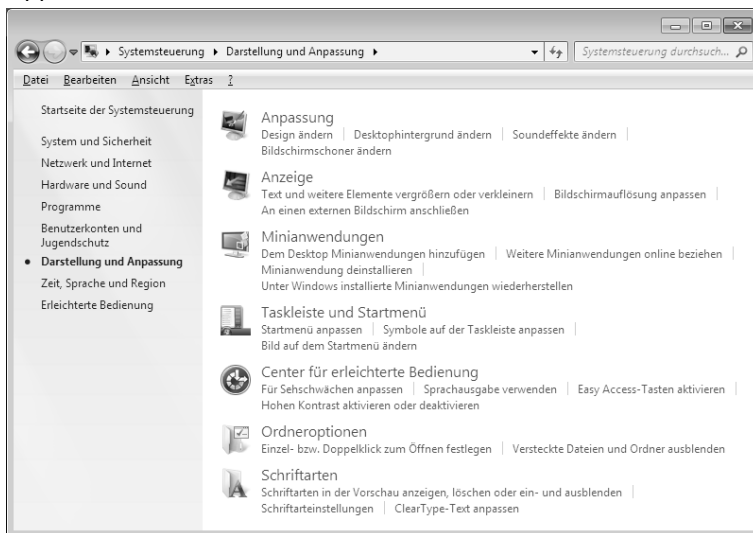 Systemsteuerung ▸ Darstellung und Anpassung ▸
Systemsteuerung durchsuch...
Datei Bearbeiten Ansicht Extras ?
Startseite der Systemsteuerung
System und Sicherheit
Netzwerk und Internet
Hardware und Sound
Programme
Benutzerkonten und
Jugendschutz
• Darstellung und Anpassung
Zeit, Sprache und Region
Erleichterte Bedienung
Anpassung
Design ändern | Desktophintergrund ändern | Soundeffekte ändern |
Bildschirmschoner ändern
Anzeige
Text und weitere Elemente vergrößern oder verkleinern | Bildschirmauflösung anpassen |
An einen externen Bildschirm anschließen
Minianwendungen
Dem Desktop Minianwendungen hinzufügen | Weitere Minianwendungen online beziehen |
Minianwendung deinstallieren |
Unter Windows installierte Minianwendungen wiederherstellen
Taskleiste und Startmenü
Startmenü anpassen | Symbole auf der Taskleiste anpassen |
Bild auf dem Startmenü ändern
Center für erleichterte Bedienung
Für Sehschwächen anpassen | Sprachausgabe verwenden | Easy Access-Tasten aktivieren |
Hohen Kontrast aktivieren oder deaktivieren
Ordneroptionen
Einzel- bzw. Doppelklick zum Öffnen festlegen | Versteckte Dateien und Ordner ausblenden
Schriftarten
Schriftarten in der Vorschau anzeigen, löschen oder ein- und ausblenden |
Schriftarteinstellungen | ClearType-Text anpassen